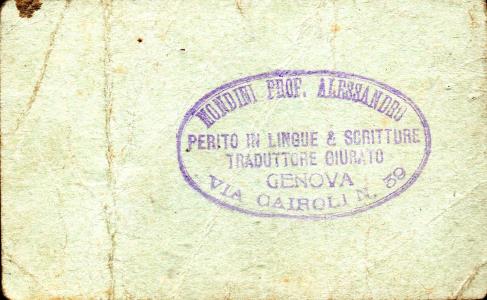 MONDINI PROF. ALESSANDRO
PERITO IN LINGUE & SCRITTURE
TRADUTTORE GIURATO
GENOVA
VIA CAIROLI N. 39